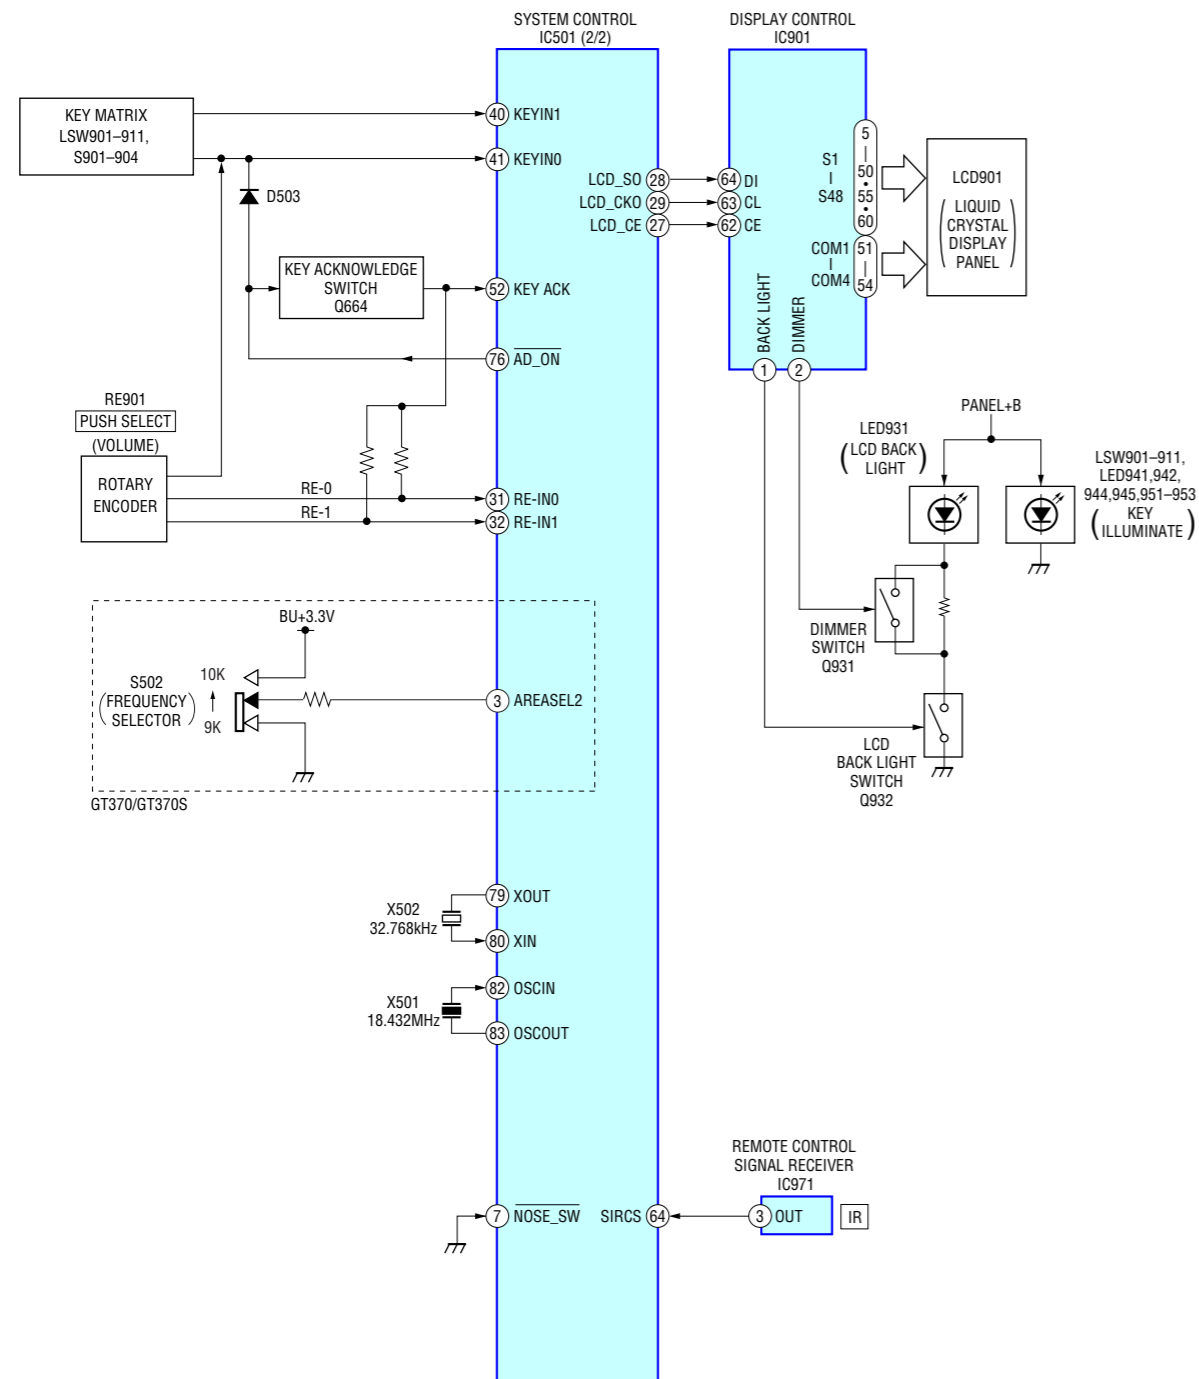 SYSTEM CONTROL
IC501 (2/2)
DISPLAY CONTROL
IC901
KEY MATRIX
LSW901–911,
S901–904
40 KEYIN1
41 KEYIN0
D503
KEY ACKNOWLEDGE
SWITCH
Q664
52 KEY ACK
76 AD_ON
LCD_SO 28
LCD_CKO 29
LCD_CE 27
64 DI
63 CL
62 CE
S1
|
S48
5
|
50
•
55
•
60
COM1
|
COM4
51
|
54
LCD901
(LIQUID
CRYSTAL
DISPLAY
PANEL)
BACK LIGHT
DIMMER
1
2
RE901
PUSH SELECT
(VOLUME)
ROTARY
ENCODER
RE-0
RE-1
31 RE-IN0
32 RE-IN1
PANEL+B
LED931
(LCD BACK
LIGHT)
LSW901–911,
LED941,942,
944,945,951–953
(KEY
ILLUMINATE)
DIMMER
SWITCH
Q931
LCD
BACK LIGHT
SWITCH
Q932
BU+3.3V
S502
(FREQUENCY
SELECTOR)
10K
9K
3 AREASEL2
GT370/GT370S
X502
32.768kHz
79 XOUT
80 XIN
X501
18.432MHz
82 OSCIN
83 OSCOUT
7 NOSE_SW
SIRCS 64
REMOTE CONTROL
SIGNAL RECEIVER
IC971
3 OUT
IR